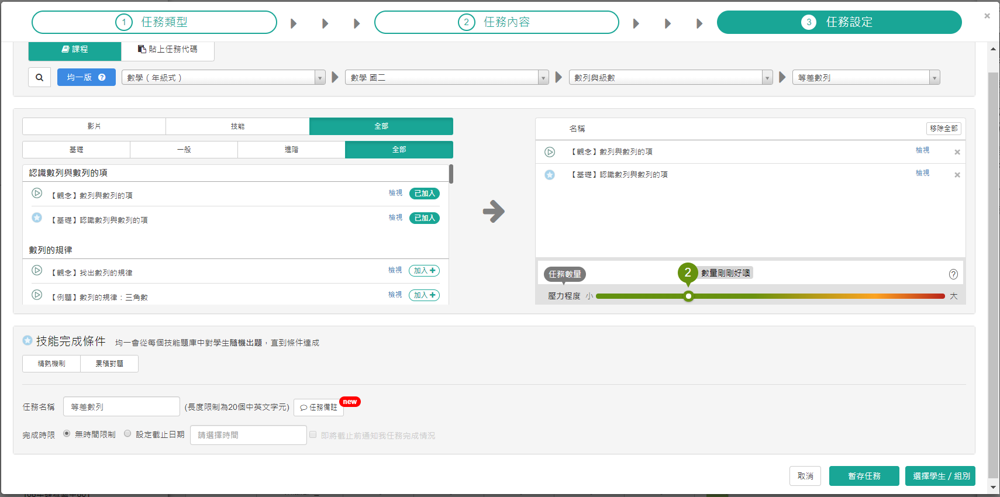 1 任務類型
2 任務內容
3 任務設定
×
課程
貼上任務代碼
均一版 ?
數學 ( 年級式 )
數學 國二
數列與級數
等差數列
影片
技能
全部
基礎
一般
進階
全部
認識數列與數列的項
【觀念】數列與數列的項
檢視
已加入
【基礎】認識數列與數列的項
檢視
已加入
數列的規律
【觀念】找出數列的規律
檢視
加入
【例題】數列的規律：三角數
檢視
加入
名稱
移除全部
【觀念】數列與數列的項
檢視
【基礎】認識數列與數列的項
檢視
任務數量
2
數量剛剛好噢
?
壓力程度 小
大
技能完成條件 均一會從每個技能題庫中對學生隨機出題，直到條件達成
精熟機制
累積對題
任務名稱 等差數列 (長度限制為20個中英文字元) 任務備註 new
完成時限 無時間限制 設定截止日期 請選擇時間 即將截止前通知我任務完成情況
取消
暫存任務
選擇學生 / 組別